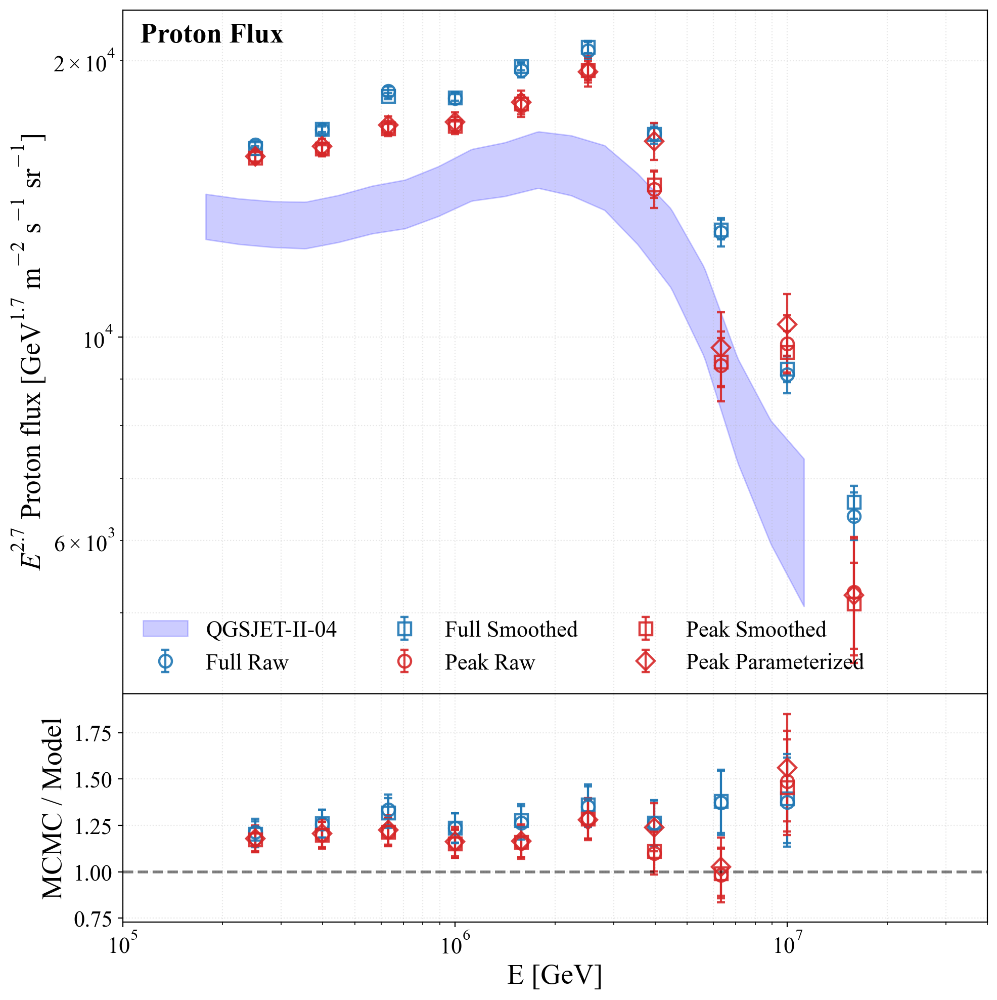 Proton Flux
E^2.7 Proton flux [GeV^1.7 m^−2 s^−1 sr^−1]
2 × 10^4
10^4
6 × 10^3
QGSJET-II-04
Full Smoothed
Peak Smoothed
Full Raw
Peak Raw
Peak Parameterized
MCMC / Model
1.75
1.50
1.25
1.00
0.75
10^5
10^6
10^7
E [GeV]